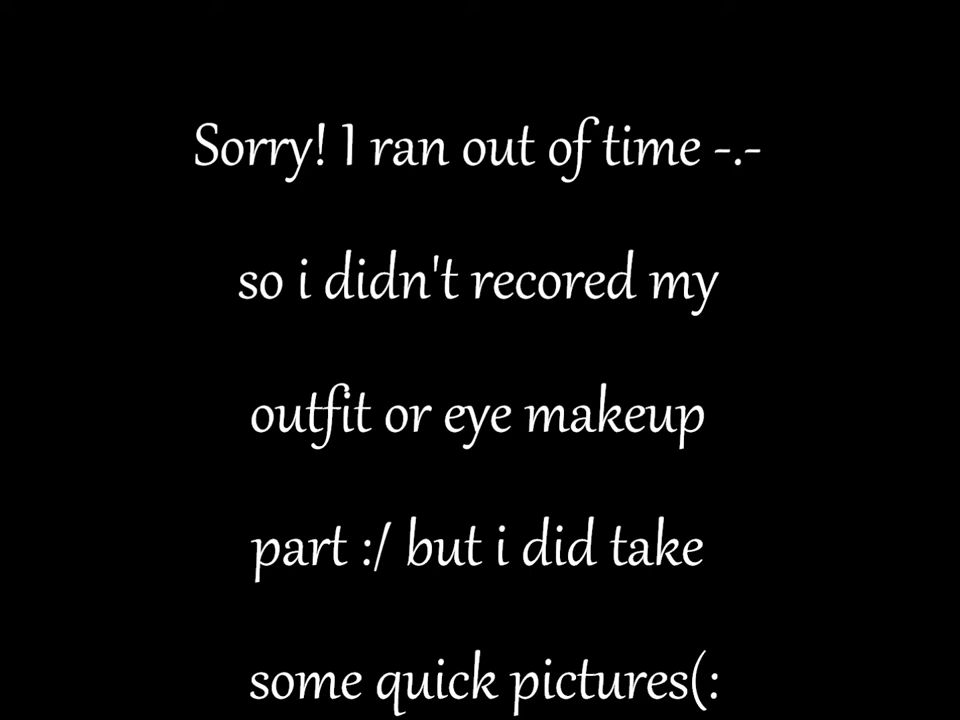 Sorry! I ran out of time -.-
so i didn't recored my
outfit or eye makeup
part :/ but i did take
some quick pictures(: